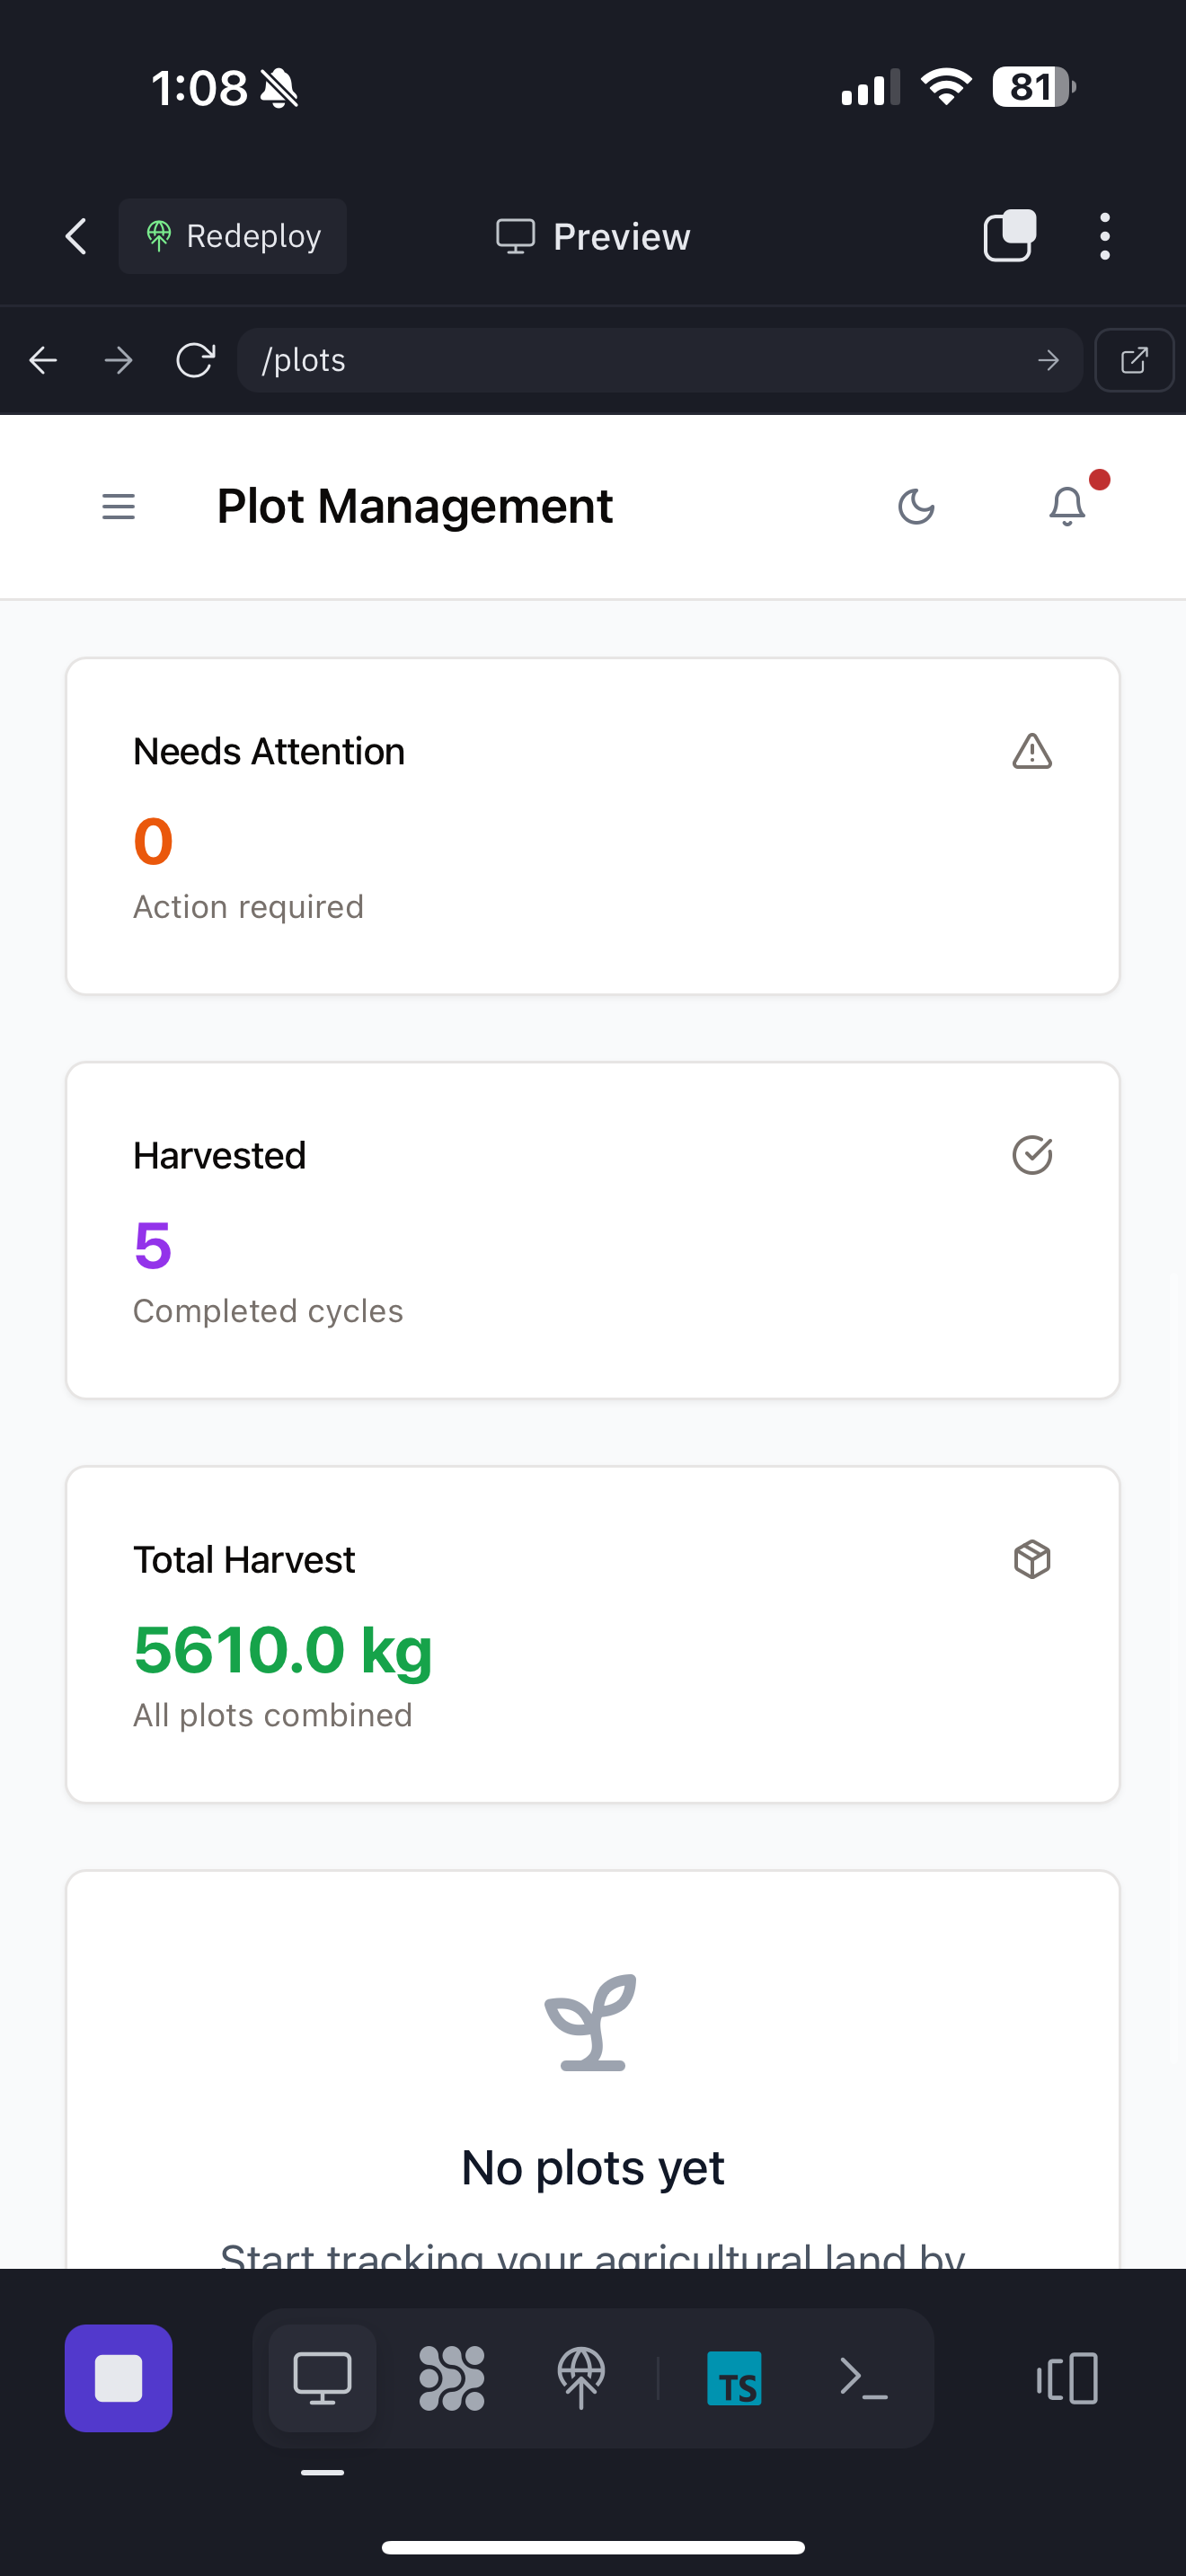 1:08
81
Redeploy
Preview
/plots
Plot Management
Needs Attention
0
Action required
Harvested
5
Completed cycles
Total Harvest
5610.0 kg
All plots combined
No plots yet
Start tracking your agricultural land by
TS